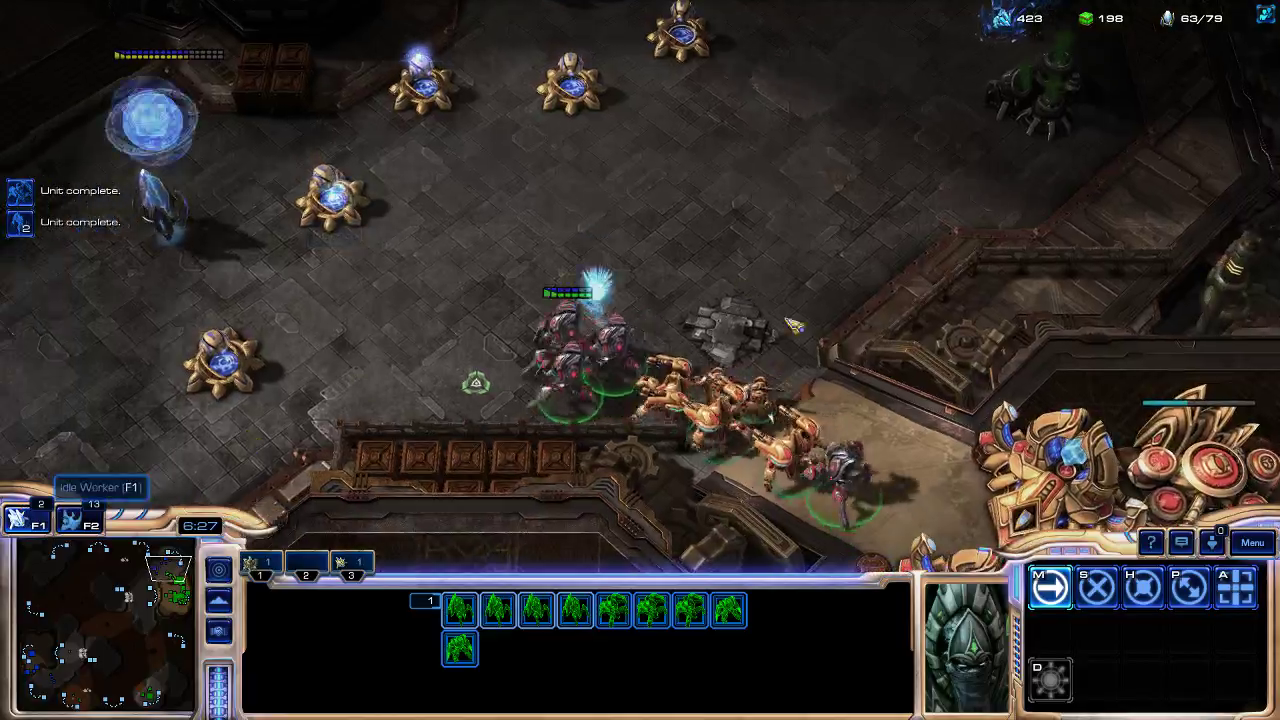 423 198 63/79
Unit complete.
2 Unit complete.
Idle Worker [F1]
2 13
F1 F2 6:27
? 0 Menu
1 1
1 2 3
1
M S H P A
D